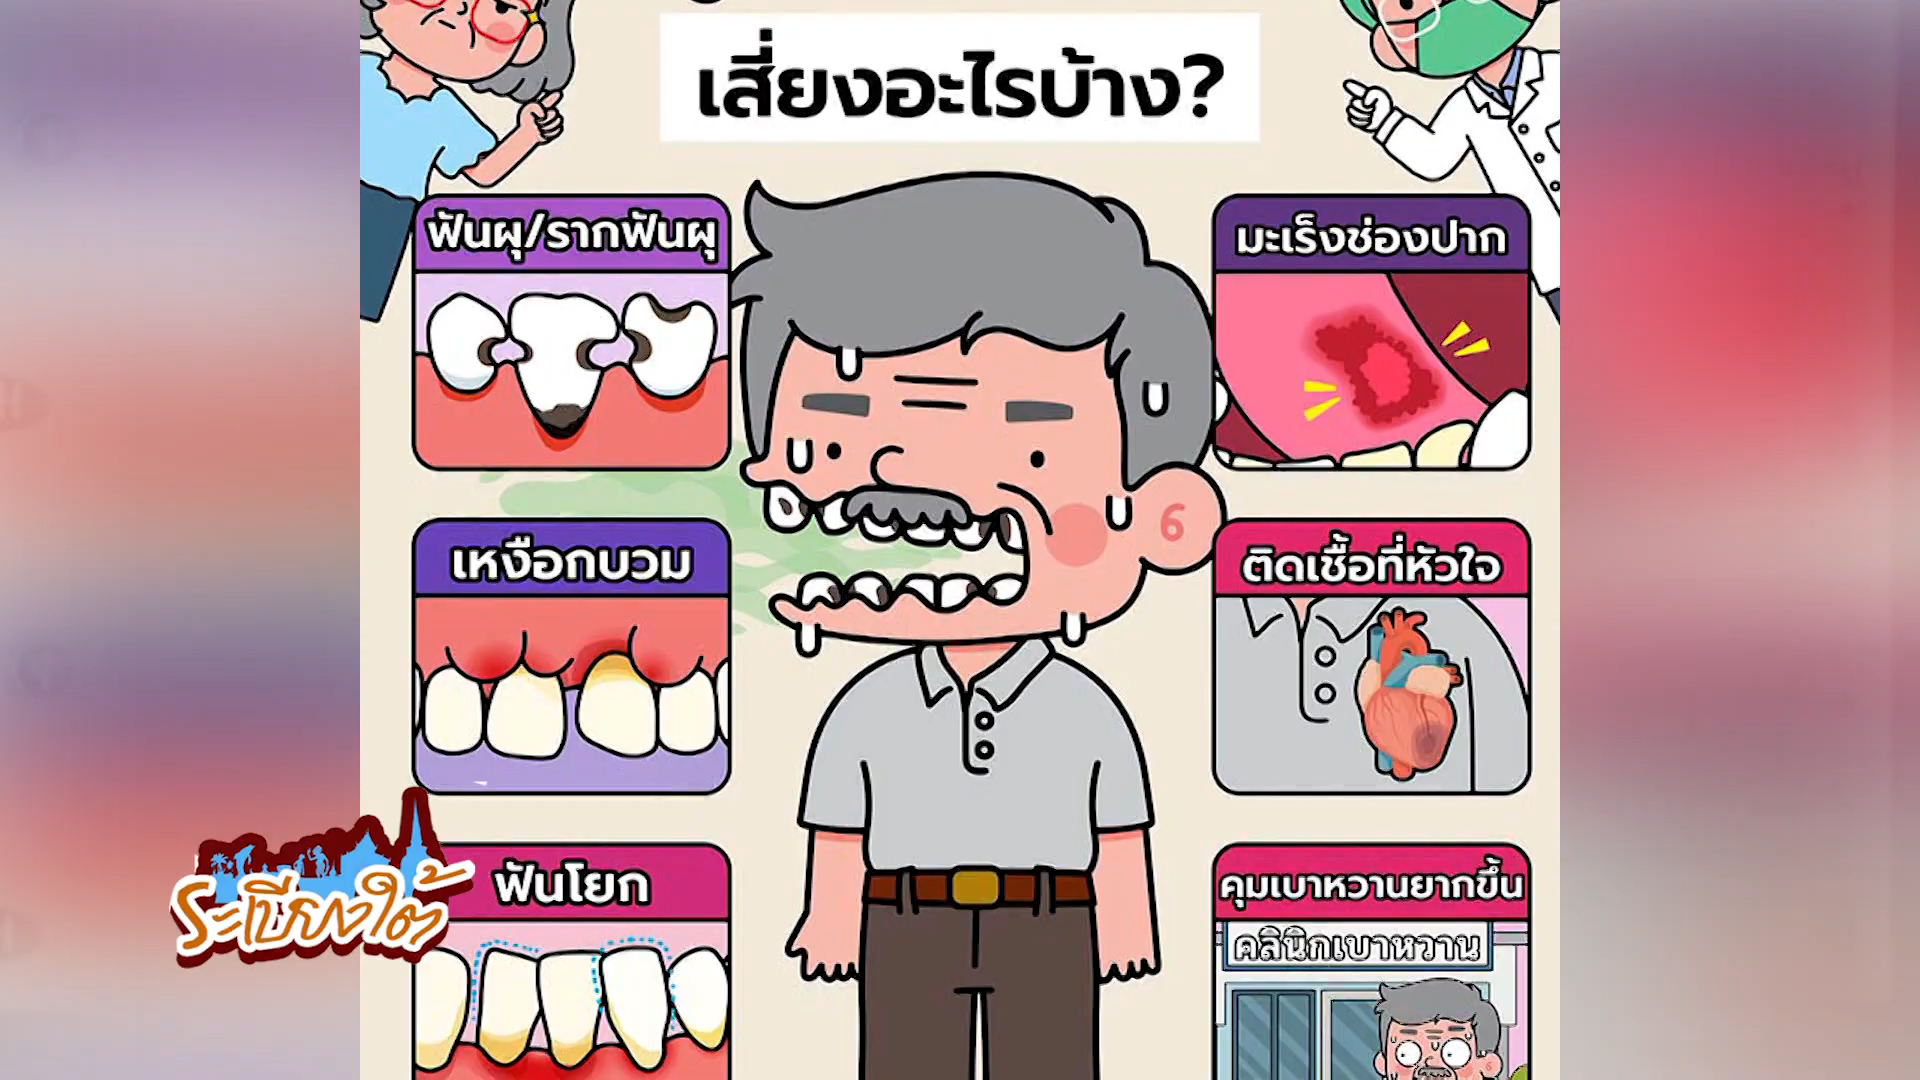 เสี่ยงอะไรบ้าง?
ฟันผุ/รากฟันผุ
มะเร็งช่องปาก
เหงือกบวม
ติดเชื้อที่หัวใจ
ฟันโยก
คุมเบาหวานยากขึ้น
คลินิกเบาหวาน
ระเบียงใต้